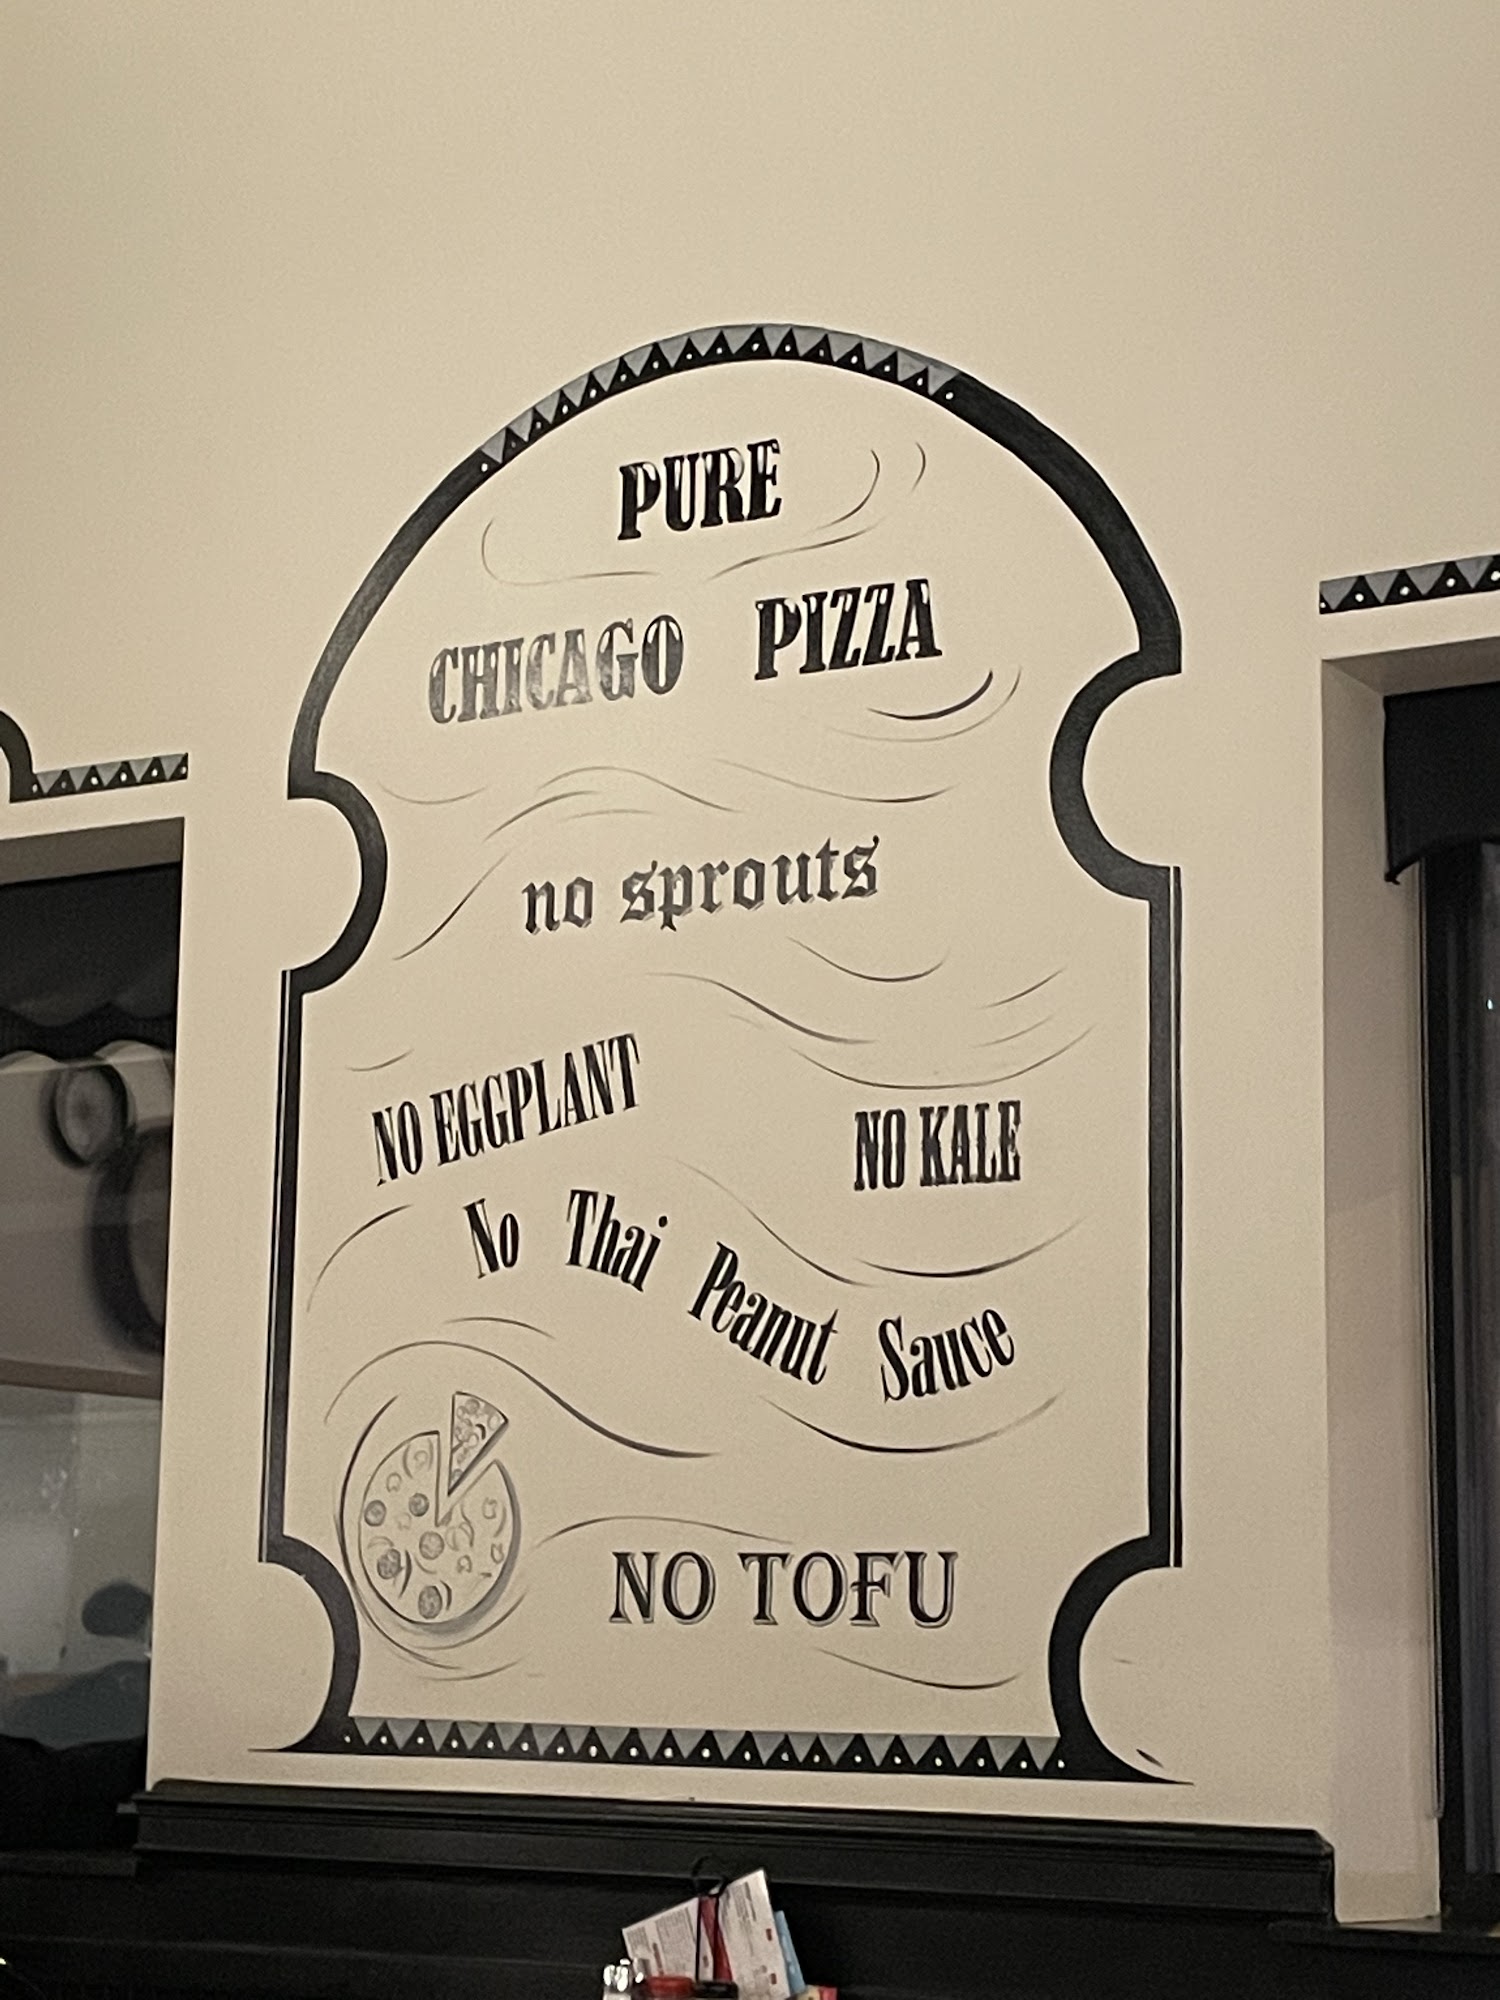 PURE
CHICAGO PIZZA
no sprouts
NO EGGPLANT
NO KALE
No Thai Peanut Sauce
NO TOFU